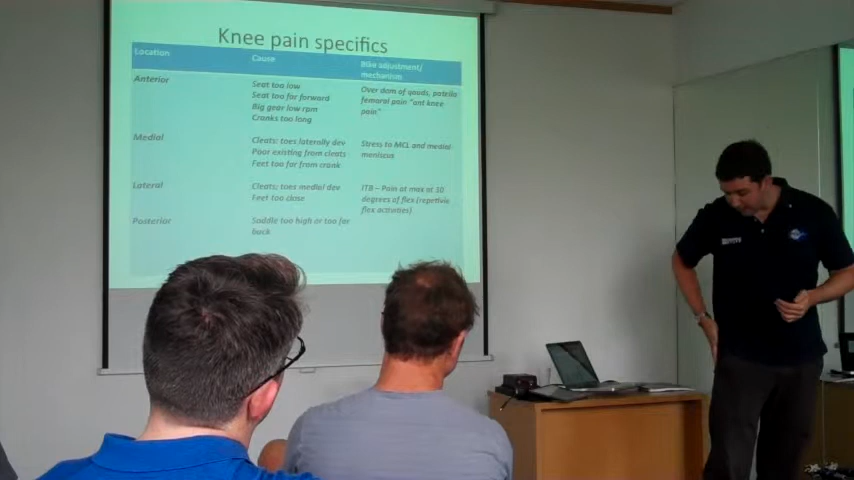 Knee pain specifics
Location
Cause
Bike adjustment/
mechanism
Anterior
Seat too low
Seat too far forward
Big gear low rpm
Cranks too long
Over dom of quads, patello
femoral pain "ant knee
pain"
Medial
Cleats: toes laterally dev
Poor existing from cleats
Feet too far from crank
Stress to MCL and medial
meniscus
Lateral
Cleats: toes medial dev
Feet too close
ITB – Pain at max at 30
degrees of flex (repetitive
flex activities)
Posterior
Saddle too high or too far
back